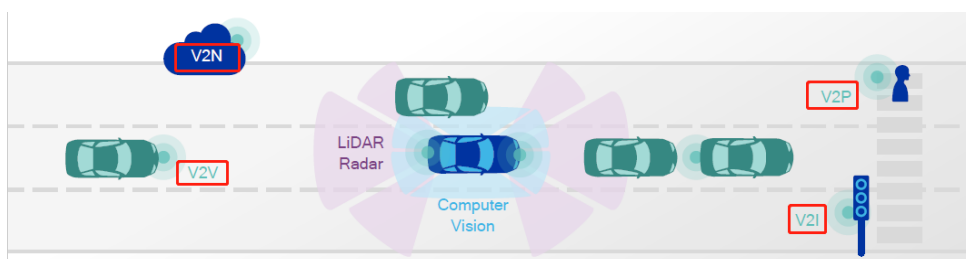 V2N
V2P
LiDAR
Radar
V2V
Computer
Vision
V2I